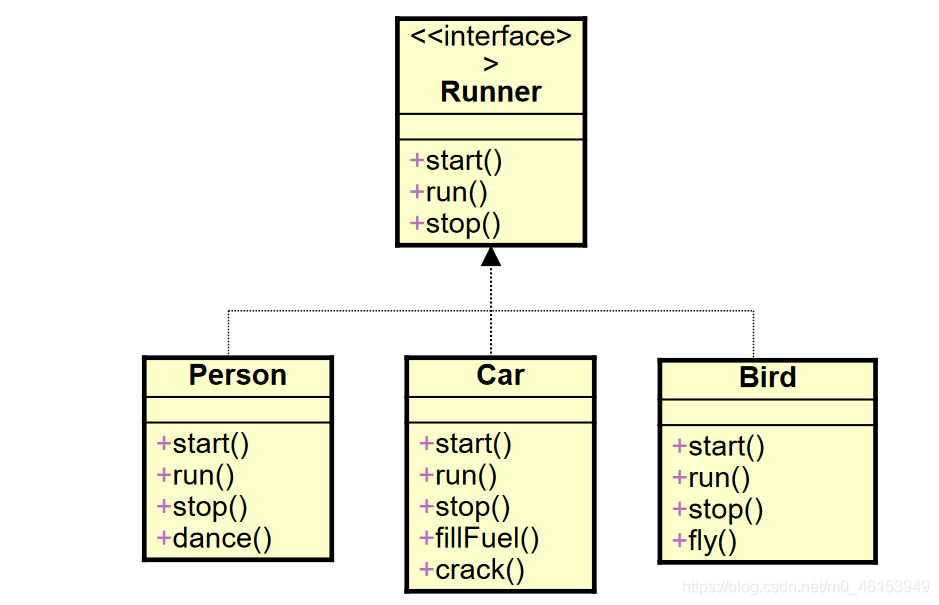 <<interface>
>
Runner
+start()
+run()
+stop()
Person
+start()
+run()
+stop()
+dance()
Car
+start()
+run()
+stop()
+fillFuel()
+crack()
Bird
+start()
+run()
+stop()
+fly()
https://blog.csdn.net/m0_46153949